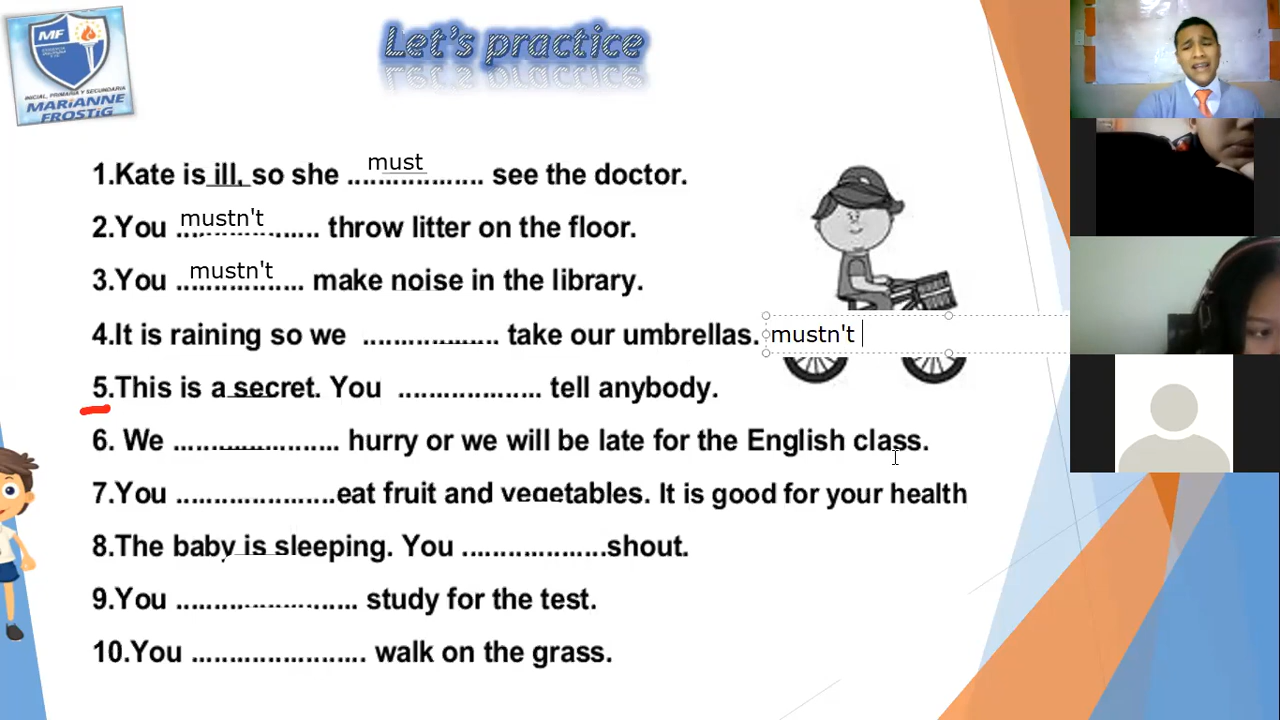 MF
INICIAL, PRIMARIA Y SECUNDARIA
MARIANNE
FROSTIG
Let's practice
1.Kate is ill, so she ...must............... see the doctor.
2.You mustn't................... throw litter on the floor.
3.You mustn't................. make noise in the library.
4.It is raining so we .................. take our umbrellas. mustn't
5.This is a secret. You ................... tell anybody.
6. We ...................... hurry or we will be late for the English class.
7.You .....................eat fruit and vegetables. It is good for your health
8.The baby is sleeping. You ...................shout.
9.You ........................ study for the test.
10.You ....................... walk on the grass.